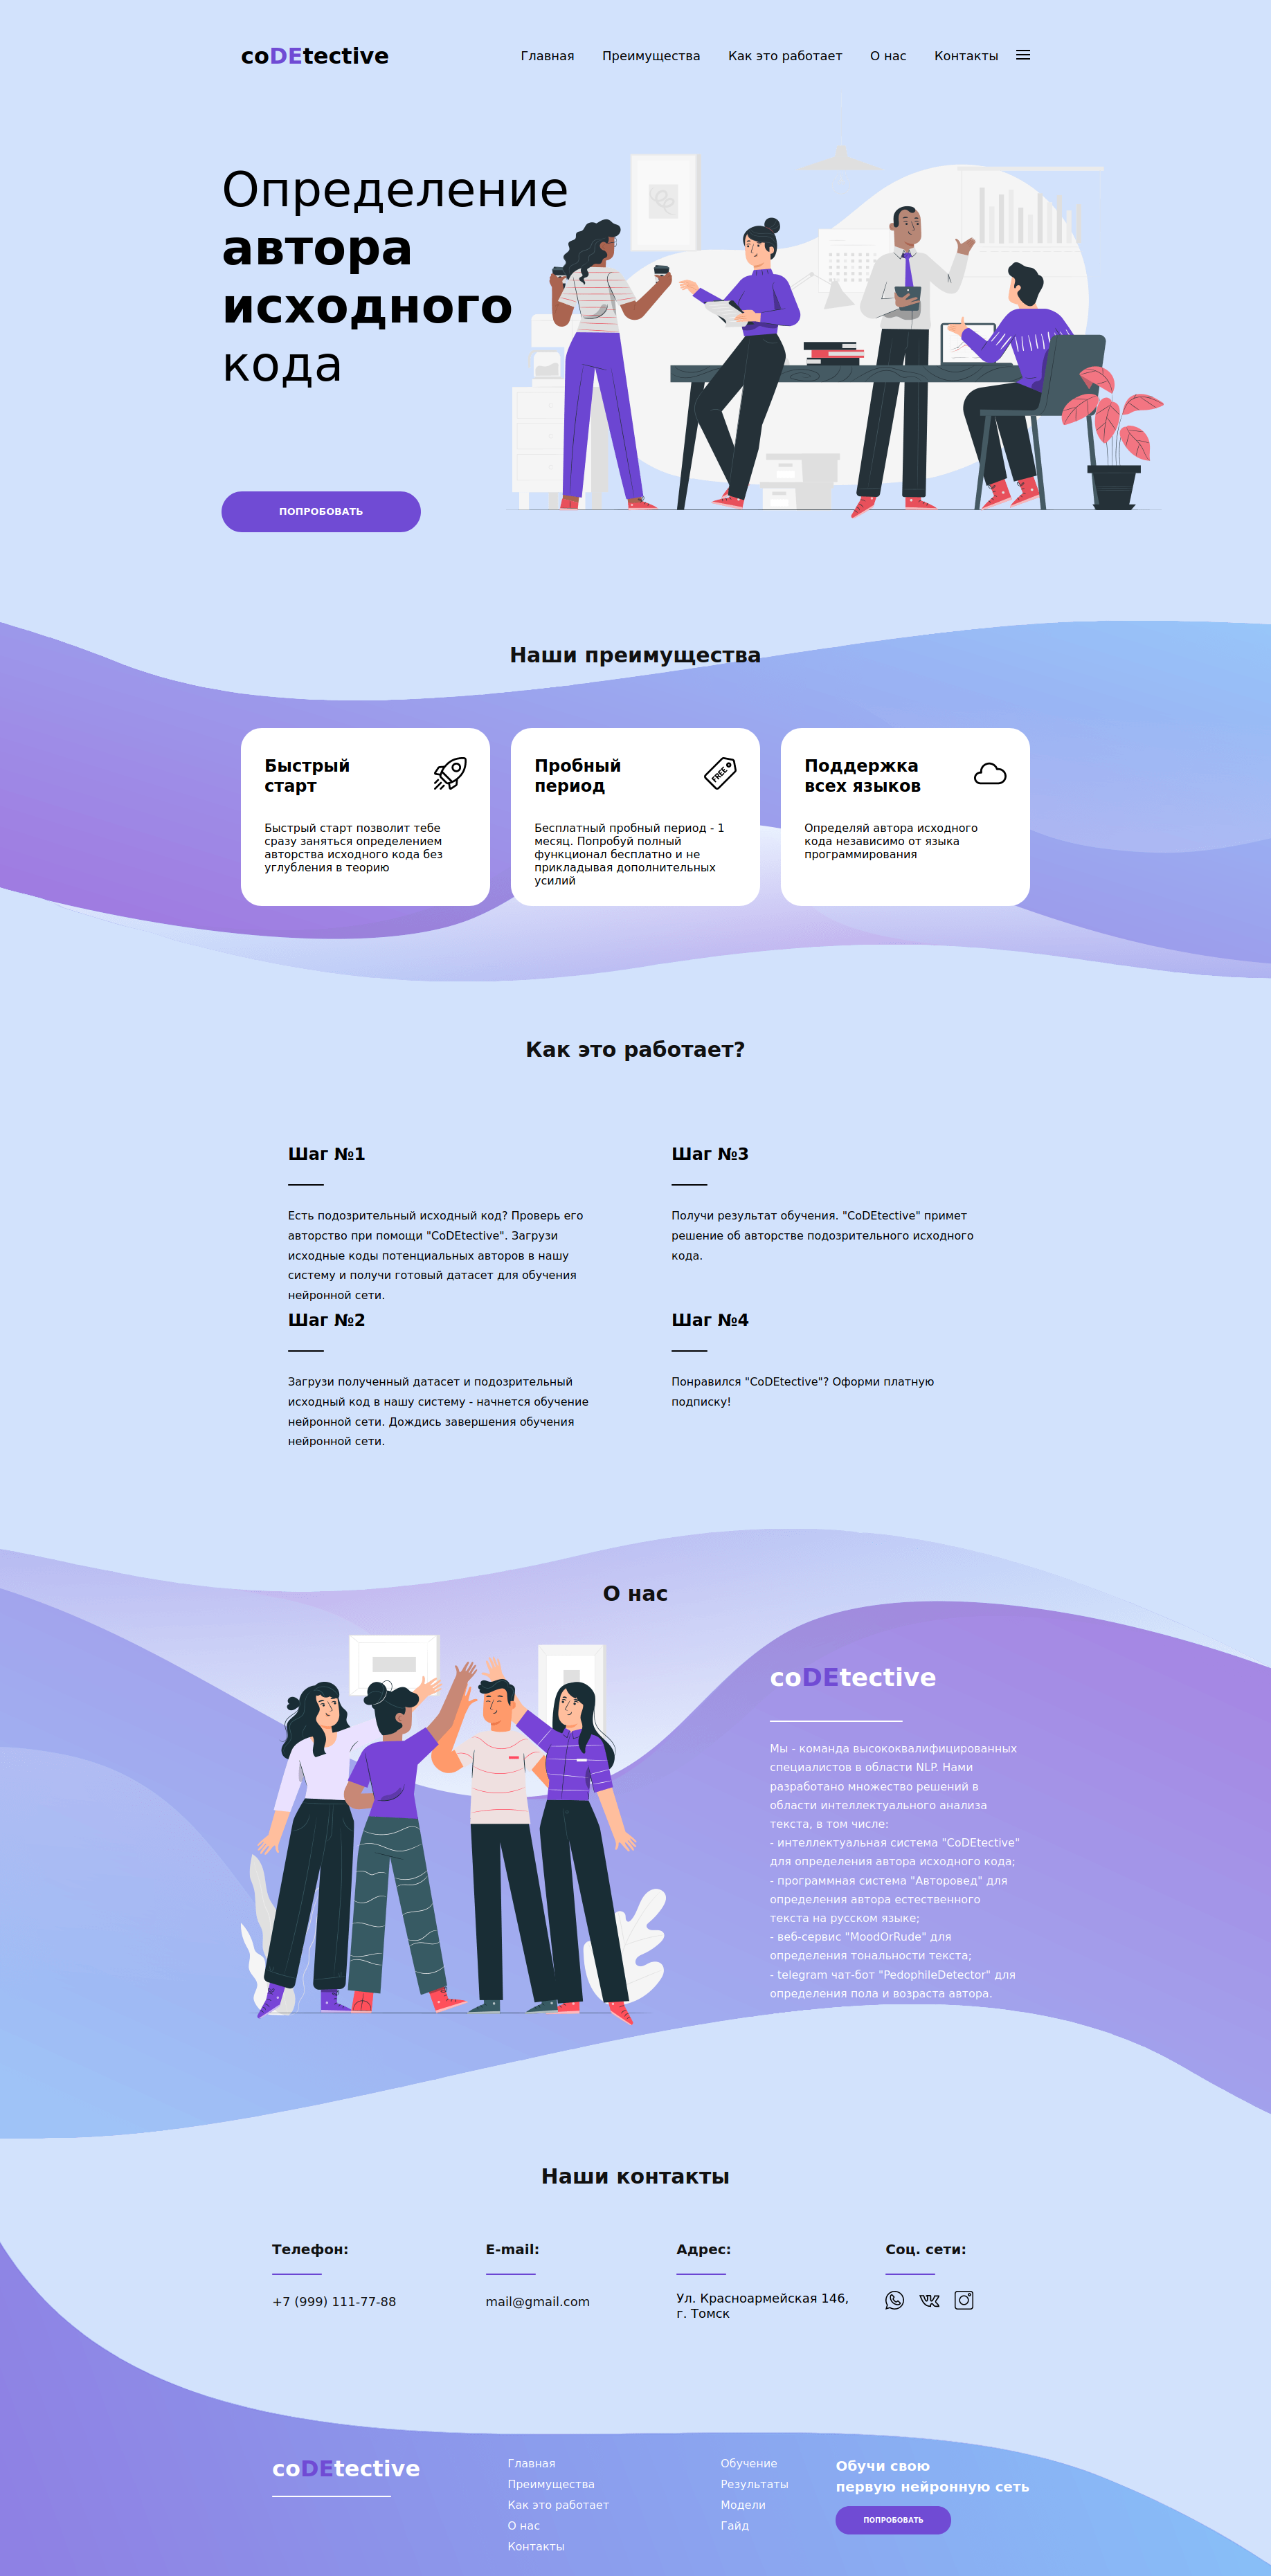 coDEtective
Главная Преимущества Как это работает О нас Контакты
Определение
автора
исходного
кода
ПОПРОБОВАТЬ
Наши преимущества
Быстрый
старт
Быстрый старт позволит тебе
сразу заняться определением
авторства исходного кода без
углубления в теорию
Пробный
период
FREE
Бесплатный пробный период - 1
месяц. Попробуй полный
функционал бесплатно и не
прикладывая дополнительных
усилий
Поддержка
всех языков
Определяй автора исходного
кода независимо от языка
программирования
Как это работает?
Шаг №1
Есть подозрительный исходный код? Проверь его
авторство при помощи "CoDEtective". Загрузи
исходные коды потенциальных авторов в нашу
систему и получи готовый датасет для обучения
нейронной сети.
Шаг №2
Загрузи полученный датасет и подозрительный
исходный код в нашу систему - начнется обучение
нейронной сети. Дождись завершения обучения
нейронной сети.
Шаг №3
Получи результат обучения. "CoDEtective" примет
решение об авторстве подозрительного исходного
кода.
Шаг №4
Понравился "CoDEtective"? Оформи платную
подписку!
О нас
coDEtective
Мы - команда высококвалифицированных
специалистов в области NLP. Нами
разработано множество решений в
области интеллектуального анализа
текста, в том числе:
- интеллектуальная система "CoDEtective"
для определения автора исходного кода;
- программная система "Авторовед" для
определения автора естественного
текста на русском языке;
- веб-сервис "MoodOrRude" для
определения тональности текста;
- telegram чат-бот "PedophileDetector" для
определения пола и возраста автора.
Наши контакты
Телефон:
+7 (999) 111-77-88
E-mail:
mail@gmail.com
Адрес:
Ул. Красноармейская 146,
г. Томск
Соц. сети:
coDEtective
Главная
Преимущества
Как это работает
О нас
Контакты
Обучение
Результаты
Модели
Гайд
Обучи свою
первую нейронную сеть
ПОПРОБОВАТЬ